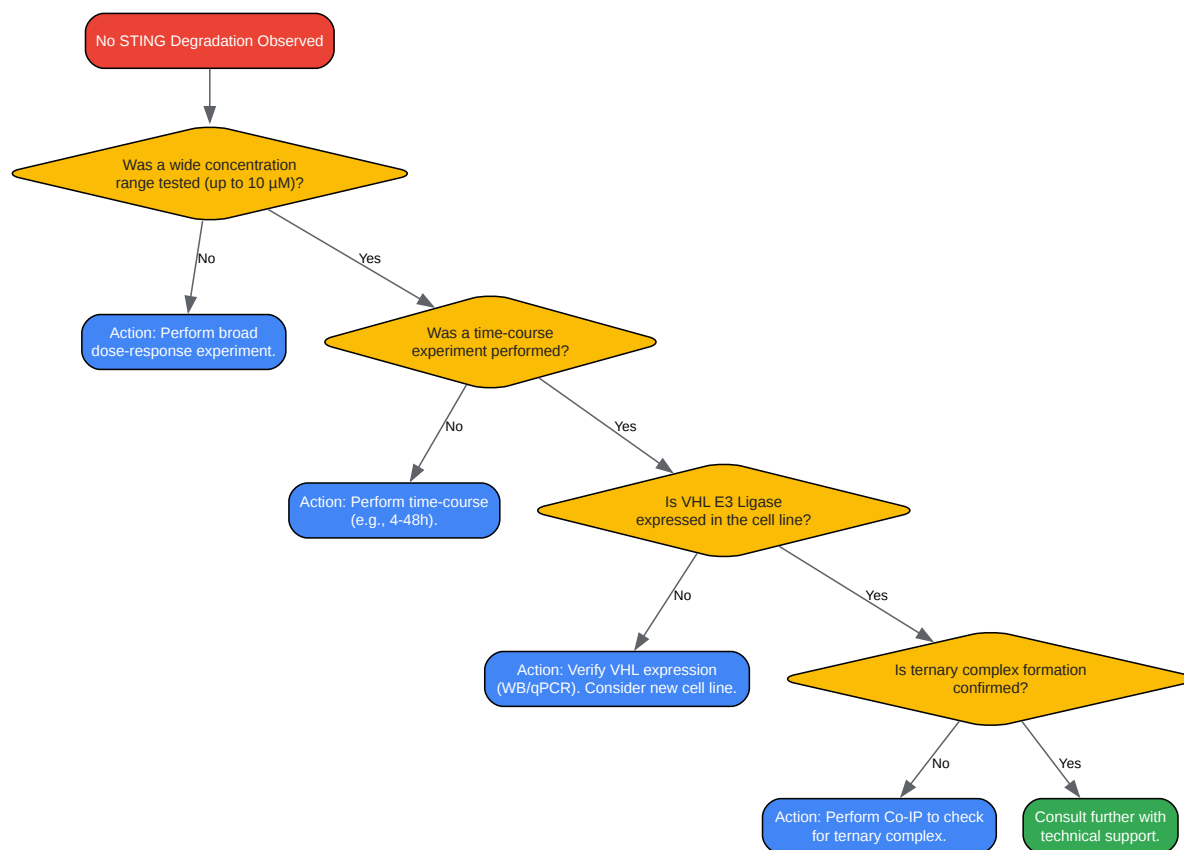 No STING Degradation Observed
Was a wide concentration
range tested (up to 10 µM)?
No
Yes
Action: Perform broad
dose-response experiment.
Was a time-course
experiment performed?
No
Yes
Action: Perform time-course
(e.g., 4-48h).
Is VHL E3 Ligase
expressed in the cell line?
No
Yes
Action: Verify VHL expression
(WB/qPCR). Consider new cell line.
Is ternary complex formation
confirmed?
No
Yes
Action: Perform Co-IP to check
for ternary complex.
Consult further with
technical support.